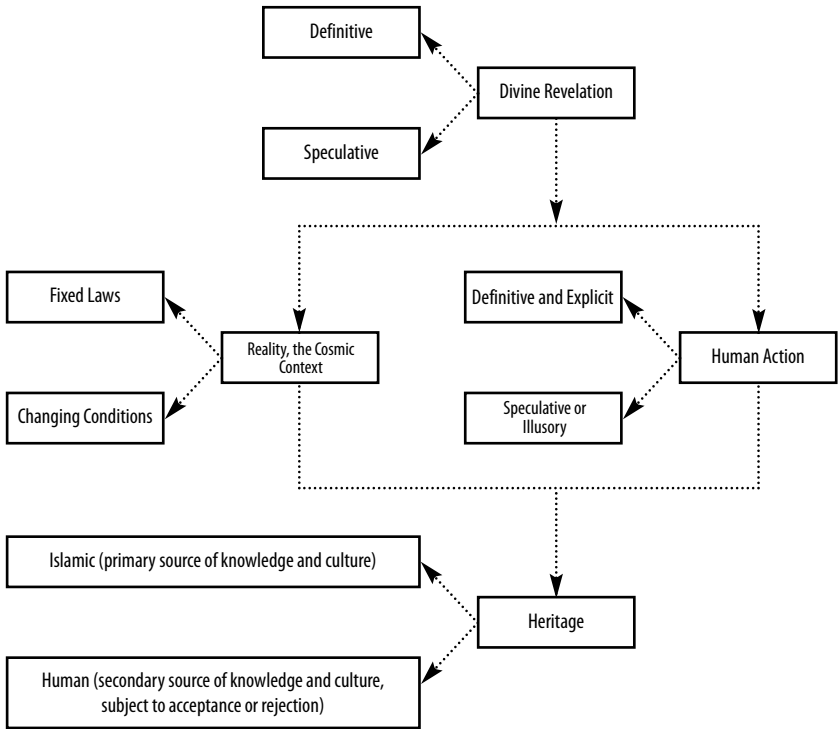 Definitive
Divine Revelation
Speculative
Fixed Laws
Definitive and Explicit
Reality, the Cosmic
Context
Human Action
Changing Conditions
Speculative or
Illusory
Islamic (primary source of knowledge and culture)
Heritage
Human (secondary source of knowledge and culture,
subject to acceptance or rejection)